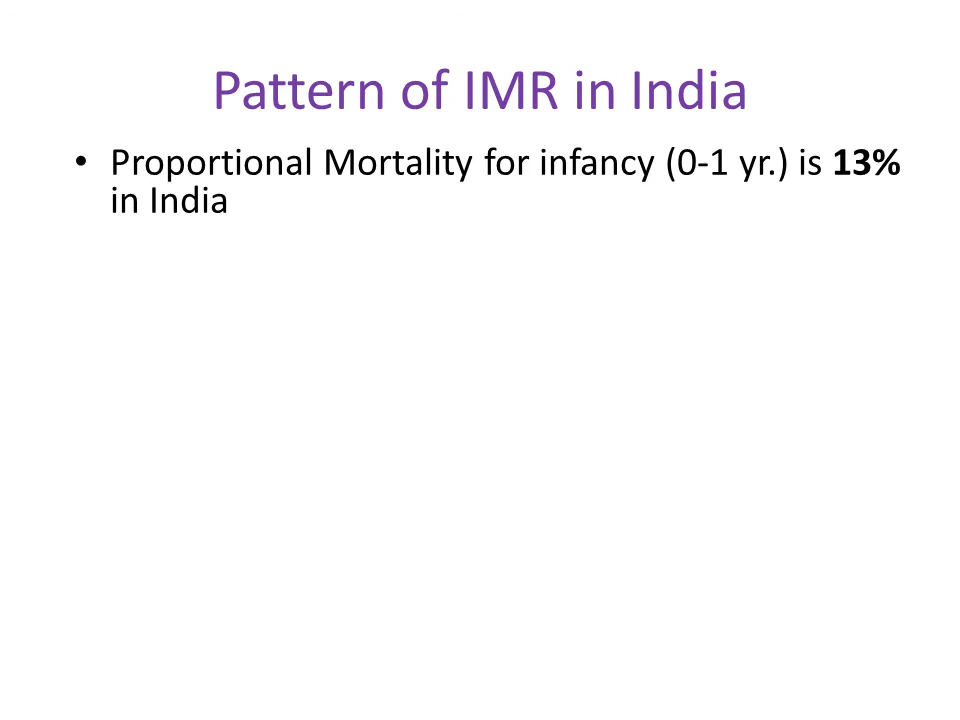 Pattern of IMR in India
• Proportional Mortality for infancy (0-1 yr.) is 13%
in India